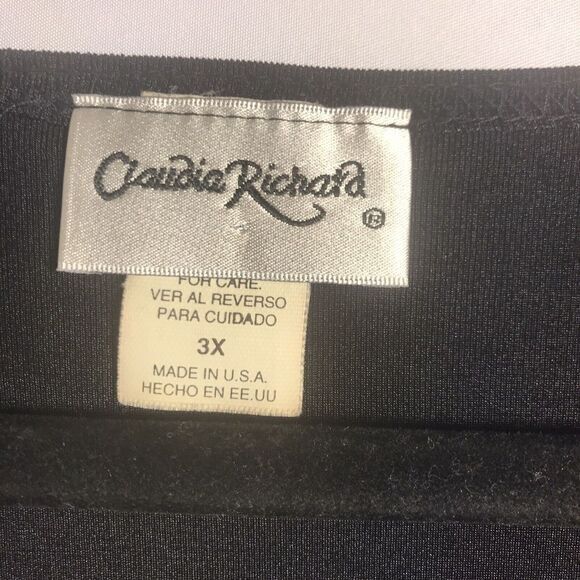 Claudia Richard ®
FOR CARE.
VER AL REVERSO
PARA CUIDADO
3X
MADE IN U.S.A.
HECHO EN EE.UU